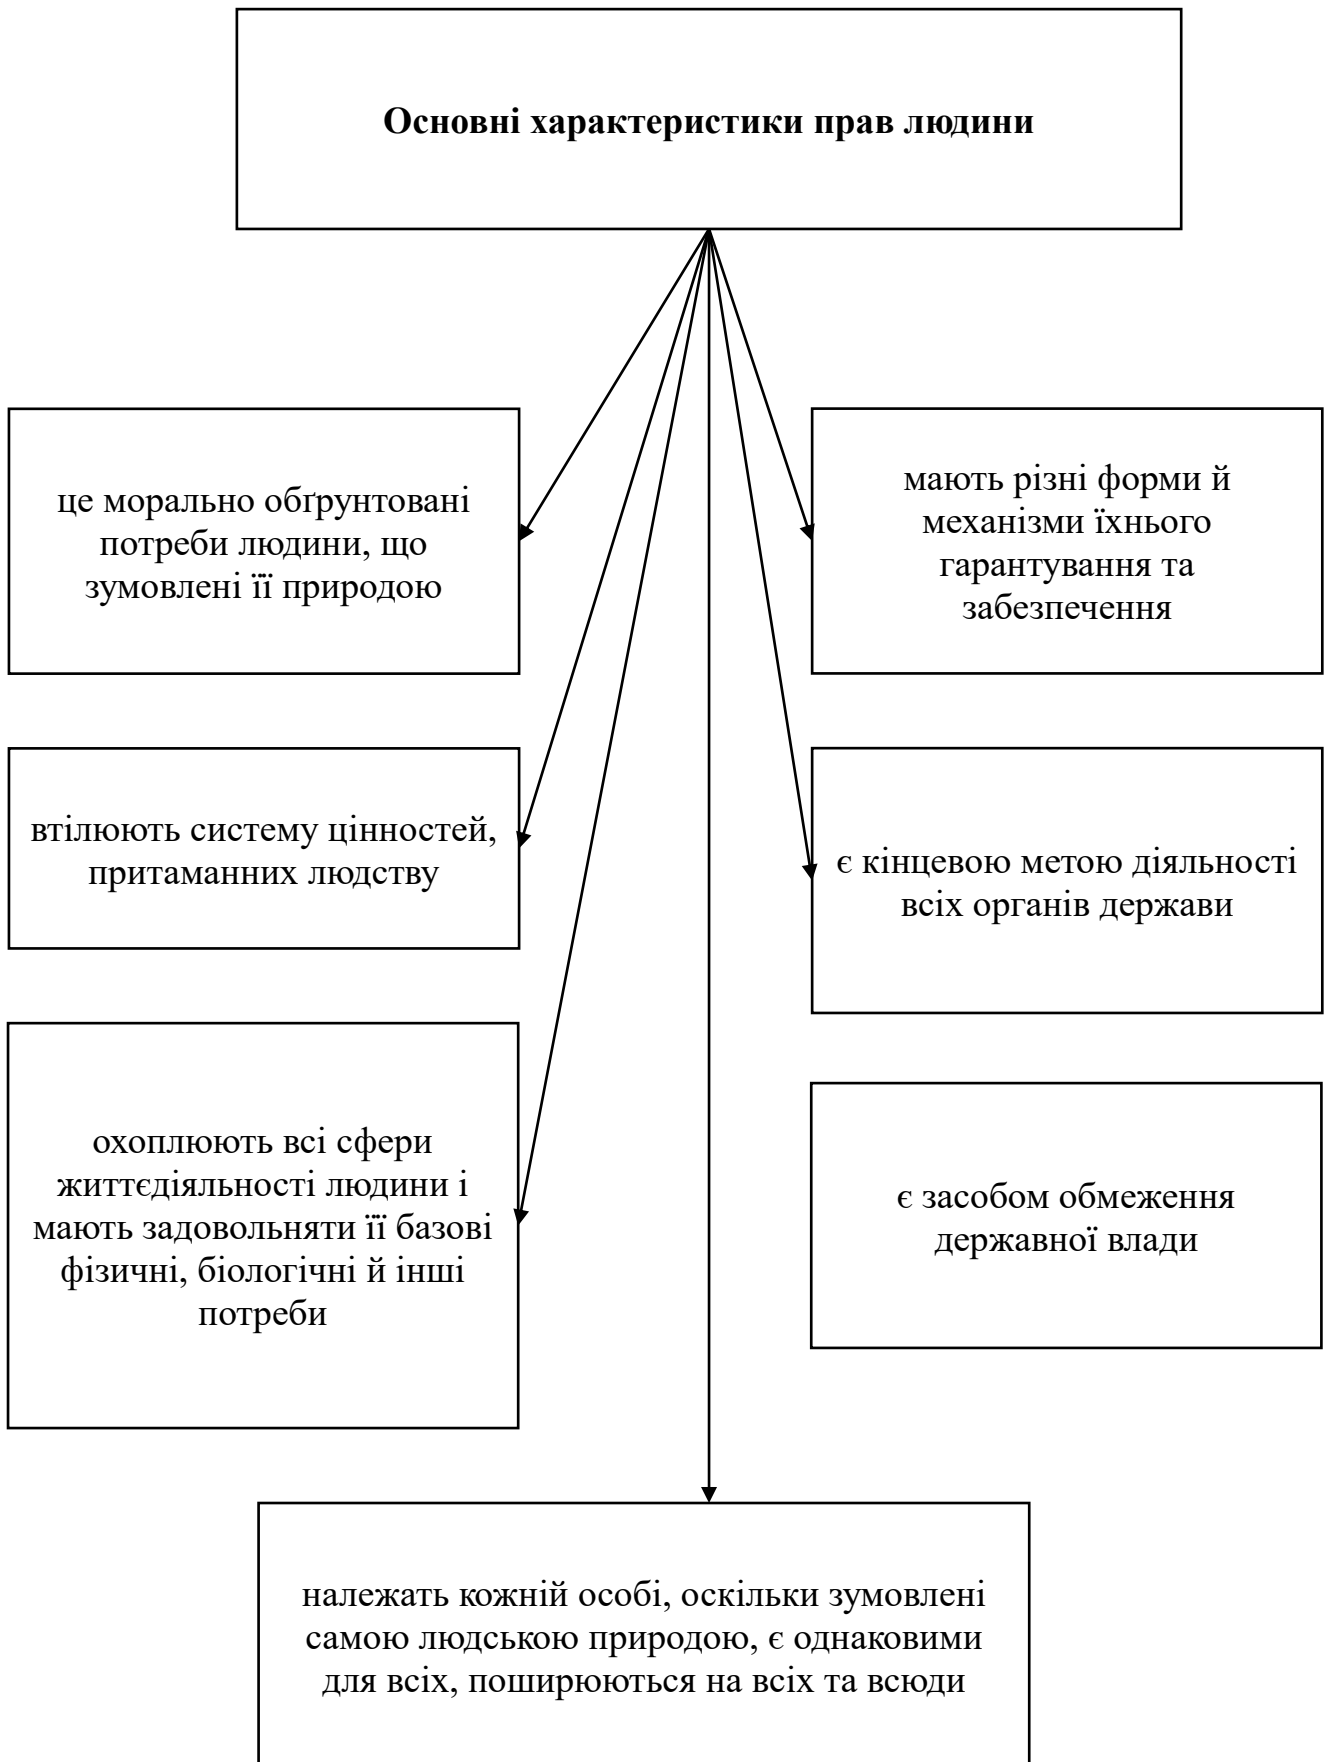 Основні характеристики прав людини
це морально обґрунтовані
потреби людини, що
зумовлені її природою
мають різні форми й
механізми їхнього
гарантування та
забезпечення
втілюють систему цінностей,
притаманних людству
є кінцевою метою діяльності
всіх органів держави
охоплюють всі сфери
життєдіяльності людини і
мають задовольняти її базові
фізичні, біологічні й інші
потреби
є засобом обмеження
державної влади
належать кожній особі, оскільки зумовлені
самою людською природою, є однаковими
для всіх, поширюються на всіх та всюди